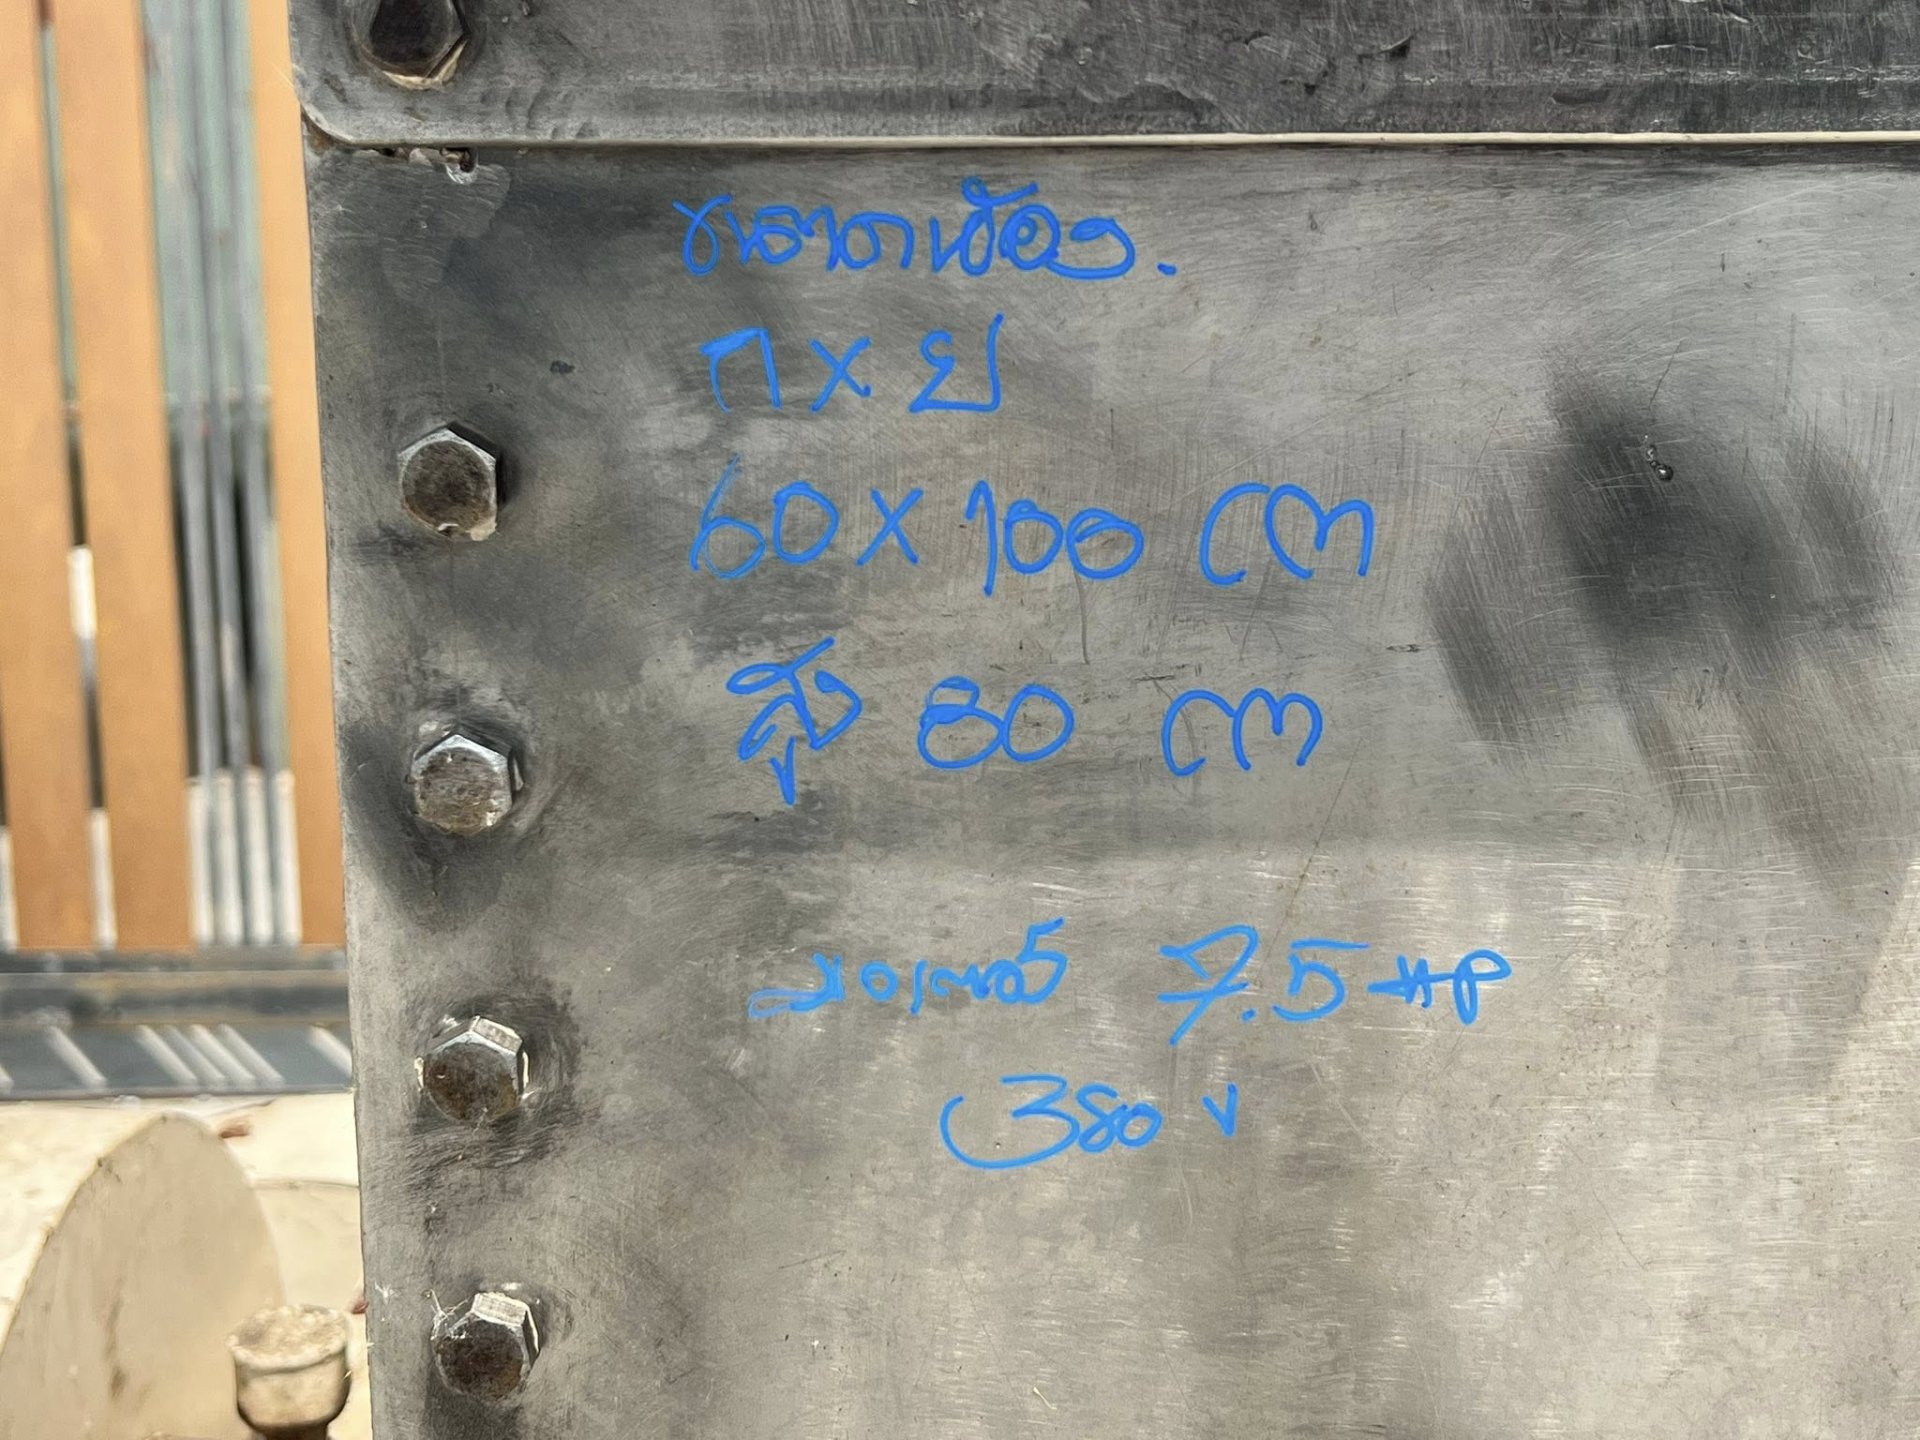 ขนาดห้อง.
ก x ย
60 x 100 cm
สูง 80 cm
มอเตอร์ 7.5 HP
380 v